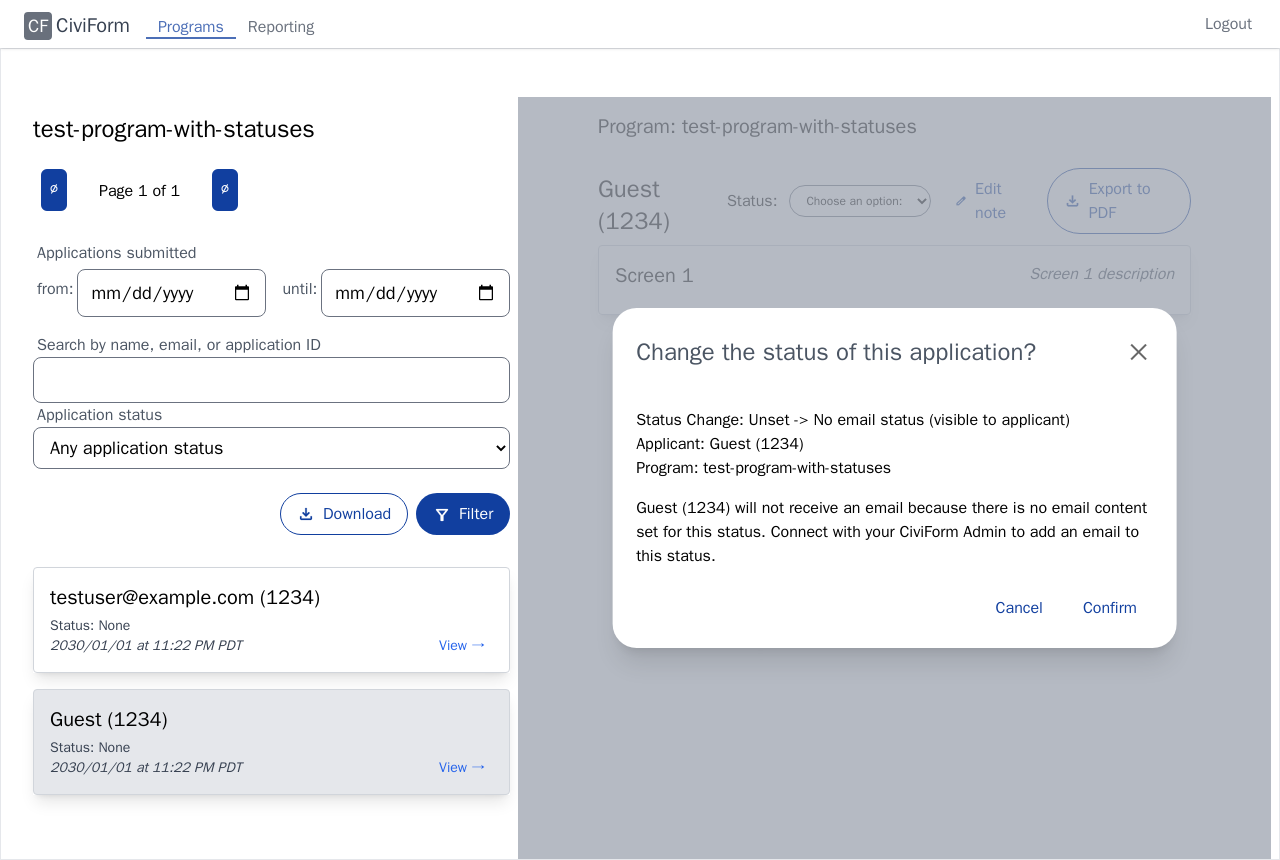 CF CiviForm Programs Reporting Logout
test-program-with-statuses
∅ Page 1 of 1 ∅
Applications submitted
from: mm/dd/yyyy until: mm/dd/yyyy
Search by name, email, or application ID
Application status
Any application status
Download Filter
testuser@example.com (1234)
Status: None
2030/01/01 at 11:22 PM PDT View →
Guest (1234)
Status: None
2030/01/01 at 11:22 PM PDT View →
Program: test-program-with-statuses
Guest
(1234)
Status: Choose an option:
Edit
note
Export to
PDF
Screen 1 Screen 1 description
Change the status of this application?
Status Change: Unset -> No email status (visible to applicant)
Applicant: Guest (1234)
Program: test-program-with-statuses
Guest (1234) will not receive an email because there is no email content
set for this status. Connect with your CiviForm Admin to add an email to
this status.
Cancel Confirm